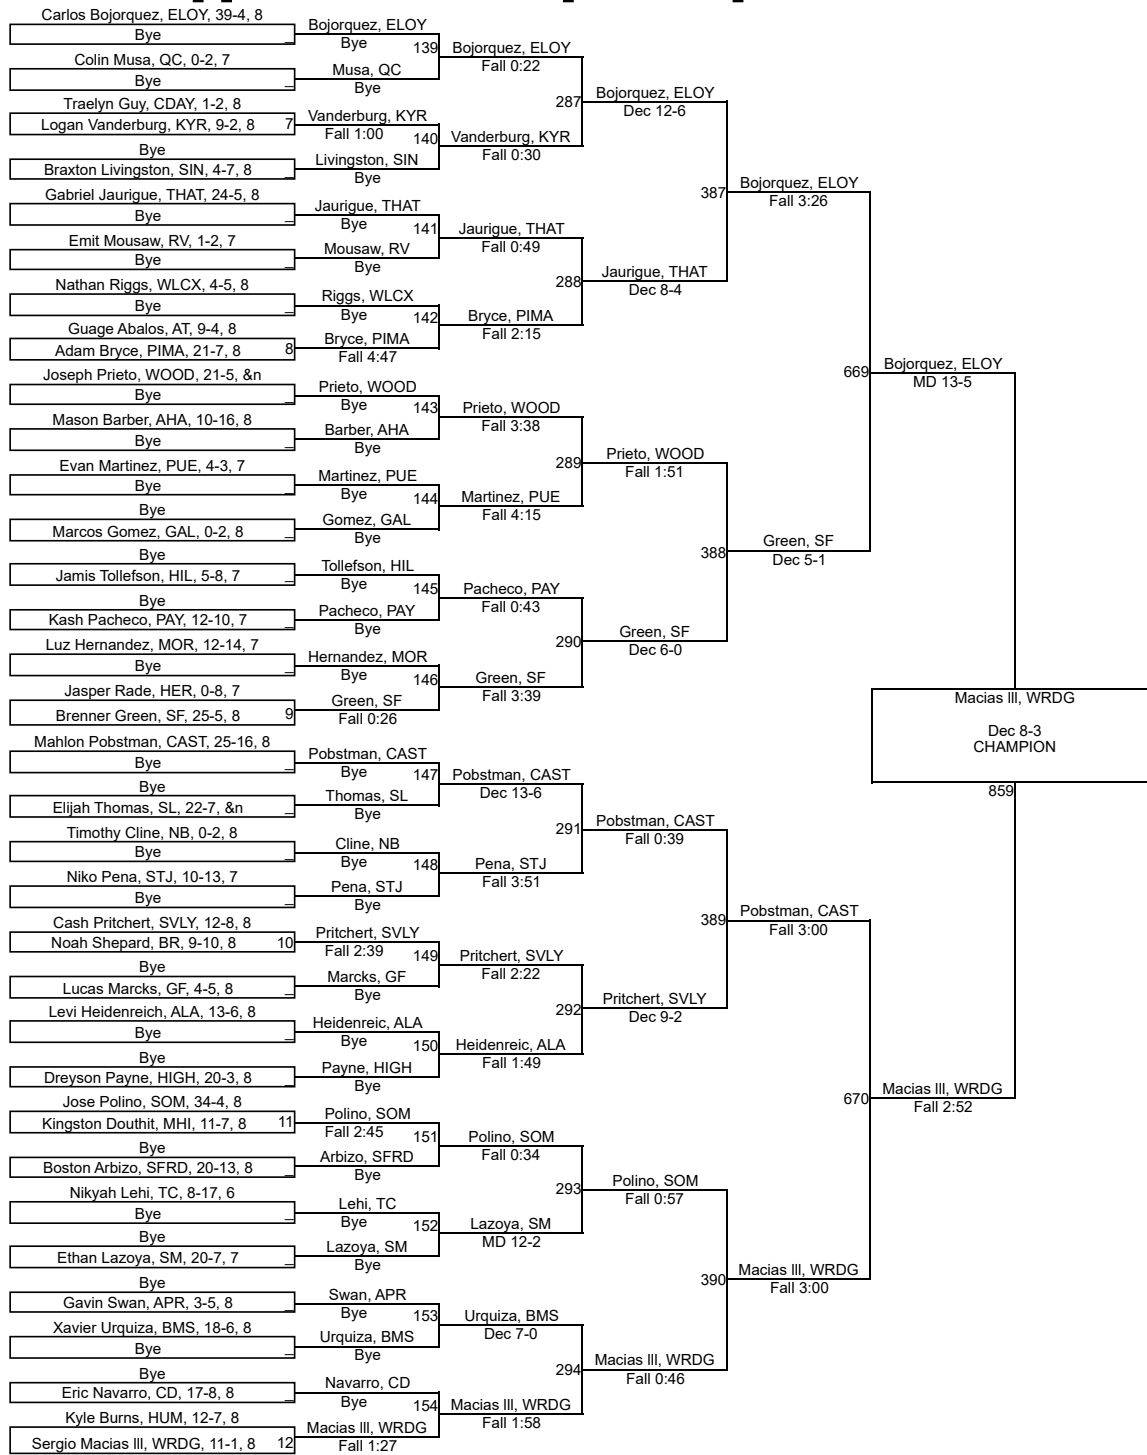 Carlos Bojorquez, ELOY, 39-4, 8
Bye _
Colin Musa, QC, 0-2, 7
Bye _
Traelyn Guy, CDAY, 1-2, 8
Logan Vanderburg, KYR, 9-2, 8 7
Bye
Braxton Livingston, SIN, 4-7, 8 _
Gabriel Jaurigue, THAT, 24-5, 8
Bye _
Emit Mousaw, RV, 1-2, 7
Bye _
Nathan Riggs, WLCX, 4-5, 8
Bye _
Guage Abalos, AT, 9-4, 8
Adam Bryce, PIMA, 21-7, 8 8
Joseph Prieto, WOOD, 21-5, &n
Bye _
Mason Barber, AHA, 10-16, 8
Bye _
Evan Martinez, PUE, 4-3, 7
Bye _
Bye
Marcos Gomez, GAL, 0-2, 8 _
Bye
Jamis Tollefson, HIL, 5-8, 7 _
Bye
Kash Pacheco, PAY, 12-10, 7 _
Luz Hernandez, MOR, 12-14, 7
Bye _
Jasper Rade, HER, 0-8, 7
Brenner Green, SF, 25-5, 8 9
Mahlon Pobstman, CAST, 25-16, 8
Bye _
Bye
Elijah Thomas, SL, 22-7, &n _
Timothy Cline, NB, 0-2, 8
Bye _
Niko Pena, STJ, 10-13, 7
Bye _
Cash Pritchert, SVLY, 12-8, 8
Noah Shepard, BR, 9-10, 8 10
Bye
Lucas Marcks, GF, 4-5, 8 _
Levi Heidenreich, ALA, 13-6, 8
Bye _
Bye
Dreyson Payne, HIGH, 20-3, 8 _
Jose Polino, SOM, 34-4, 8
Kingston Douthit, MHI, 11-7, 8 11
Bye
Boston Arbizo, SFRD, 20-13, 8 _
Nikyah Lehi, TC, 8-17, 6
Bye _
Bye
Ethan Lazoya, SM, 20-7, 7 _
Bye
Gavin Swan, APR, 3-5, 8 _
Xavier Urquiza, BMS, 18-6, 8
Bye _
Bye
Eric Navarro, CD, 17-8, 8 _
Kyle Burns, HUM, 12-7, 8
Sergio Macias III, WRDG, 11-1, 8 12
Bojorquez, ELOY
Bye 139
Musa, QC
Bye
Vanderburg, KYR
Fall 1:00 140
Livingston, SIN
Bye
Jaurigue, THAT
Bye 141
Mousaw, RV
Bye
Riggs, WLCX
Bye 142
Bryce, PIMA
Fall 4:47
Prieto, WOOD
Bye 143
Barber, AHA
Bye
Martinez, PUE
Bye 144
Gomez, GAL
Bye
Tollefson, HIL
Bye 145
Pacheco, PAY
Bye
Hernandez, MOR
Bye 146
Green, SF
Fall 0:26
Pobstman, CAST
Bye 147
Thomas, SL
Bye
Cline, NB
Bye 148
Pena, STJ
Bye
Pritchert, SVLY
Fall 2:39 149
Marcks, GF
Bye
Heidenreic, ALA
Bye 150
Payne, HIGH
Bye
Polino, SOM
Fall 2:45 151
Arbizo, SFRD
Bye
Lehi, TC
Bye 152
Lazoya, SM
Bye
Swan, APR
Bye 153
Urquiza, BMS
Bye
Navarro, CD
Bye 154
Macias III, WRDG
Fall 1:27
Bojorquez, ELOY
Fall 0:22
287
Vanderburg, KYR
Fall 0:30
Jaurigue, THAT
Fall 0:49
288
Bryce, PIMA
Fall 2:15
Prieto, WOOD
Fall 3:38
289
Martinez, PUE
Fall 4:15
Pacheco, PAY
Fall 0:43
290
Green, SF
Fall 3:39
Pobstman, CAST
Dec 13-6
291
Pena, STJ
Fall 3:51
Pritchert, SVLY
Fall 2:22
292
Heidenreic, ALA
Fall 1:49
Polino, SOM
Fall 0:34
293
Lazoya, SM
MD 12-2
Urquiza, BMS
Dec 7-0
294
Macias III, WRDG
Fall 1:58
Bojorquez, ELOY
Dec 12-6
387
Jaurigue, THAT
Dec 8-4
Prieto, WOOD
Fall 1:51
388
Green, SF
Dec 6-0
Pobstman, CAST
Fall 0:39
389
Pritchert, SVLY
Dec 9-2
Polino, SOM
Fall 0:57
390
Macias III, WRDG
Fall 0:46
Bojorquez, ELOY
Fall 3:26
669
Green, SF
Dec 5-1
Pobstman, CAST
Fall 3:00
670
Macias III, WRDG
Fall 3:00
Bojorquez, ELOY
MD 13-5
Macias III, WRDG
Dec 8-3
CHAMPION
859
Macias III, WRDG
Fall 2:52